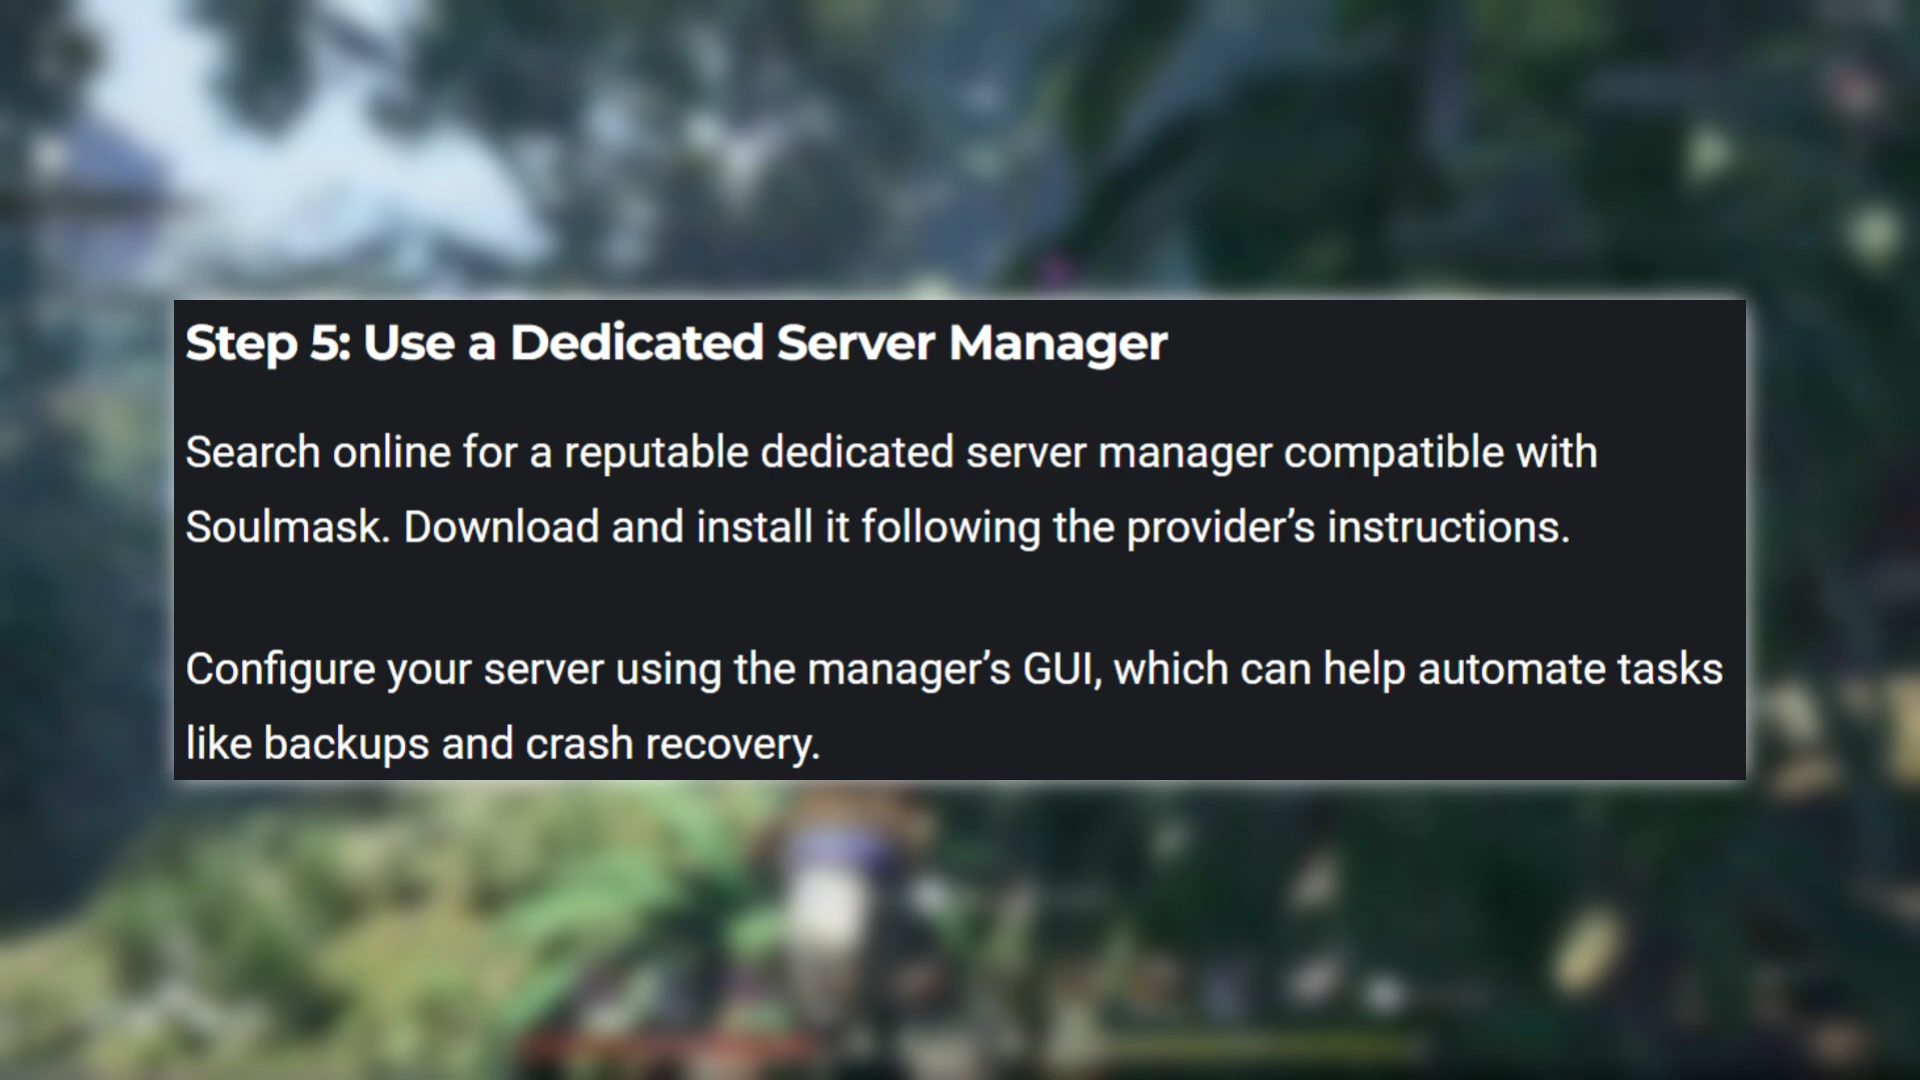 Step 5: Use a Dedicated Server Manager
Search online for a reputable dedicated server manager compatible with
Soulmask. Download and install it following the provider’s instructions.
Configure your server using the manager’s GUI, which can help automate tasks
like backups and crash recovery.